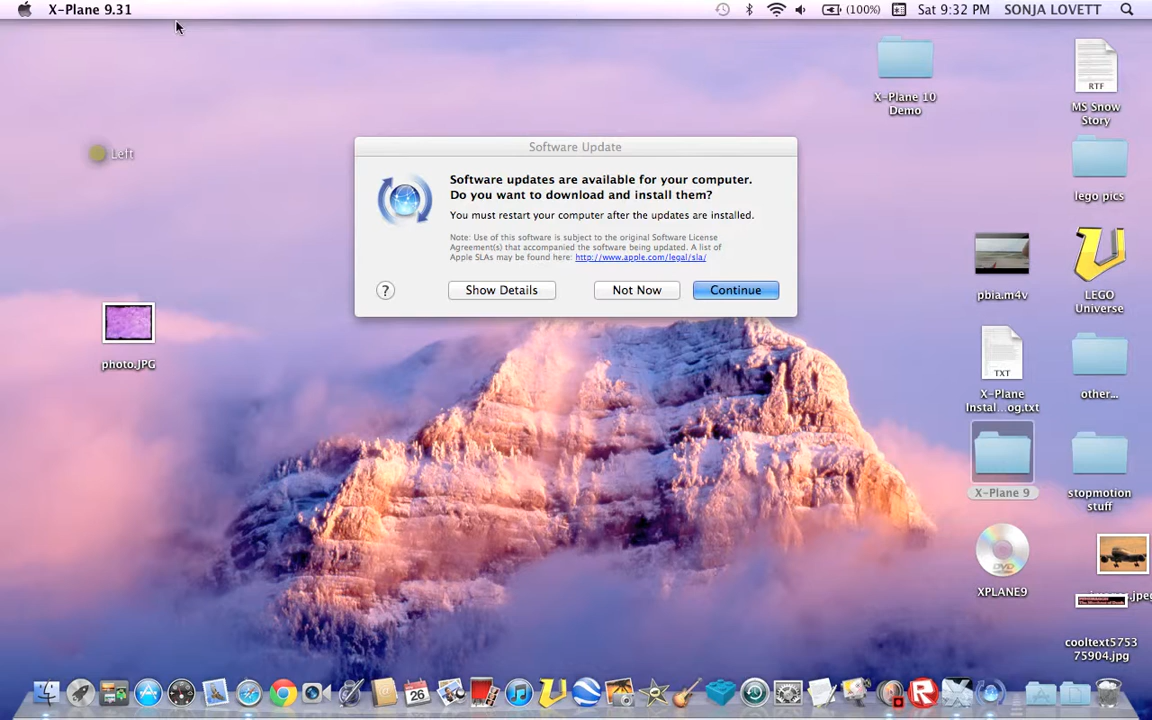 X-Plane 9.31
(100%)
Sat 9:32 PM
SONJA LOVETT
X-Plane 10
Demo
RTF
MS Snow
Story
Left
Software Update
Software updates are available for your computer.
Do you want to download and install them?
You must restart your computer after the updates are installed.
Note: Use of this software is subject to the original Software License
Agreement(s) that accompanied the software being updated. A list of
Apple SLAs may be found here: http://www.apple.com/legal/sla/
?
Show Details
Not Now
Continue
lego pics
pbia.m4v
LEGO
Universe
photo.JPG
TXT
X-Plane
Instal...og.txt
other...
X-Plane 9
stopmotion
stuff
DVD
XPLANE9
cooltext5753
75904.jpg
26